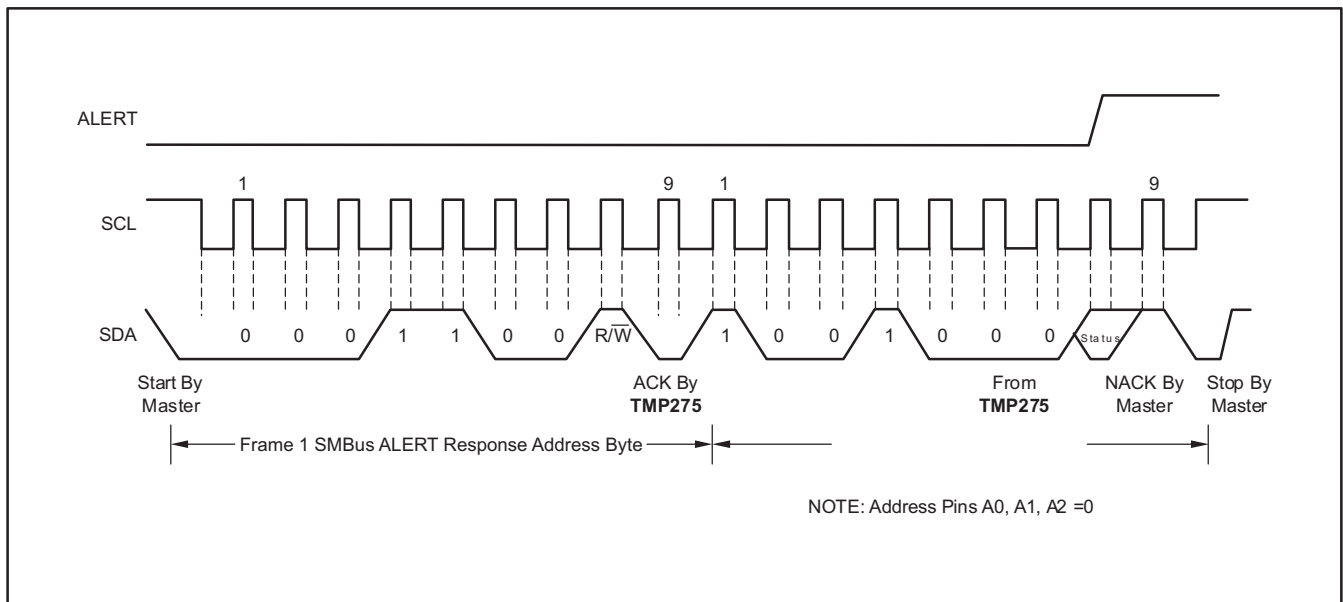 ALERT
1 9 1 9
SCL
SDA 0 0 0 1 1 0 0 R/W̅ 1 0 0 1 0 0 0 Status
Start By
Master
ACK By
TMP275
From
TMP275
NACK By
Master
Stop By
Master
Frame 1 SMBus ALERT Response Address Byte
NOTE: Address Pins A0, A1, A2 =0